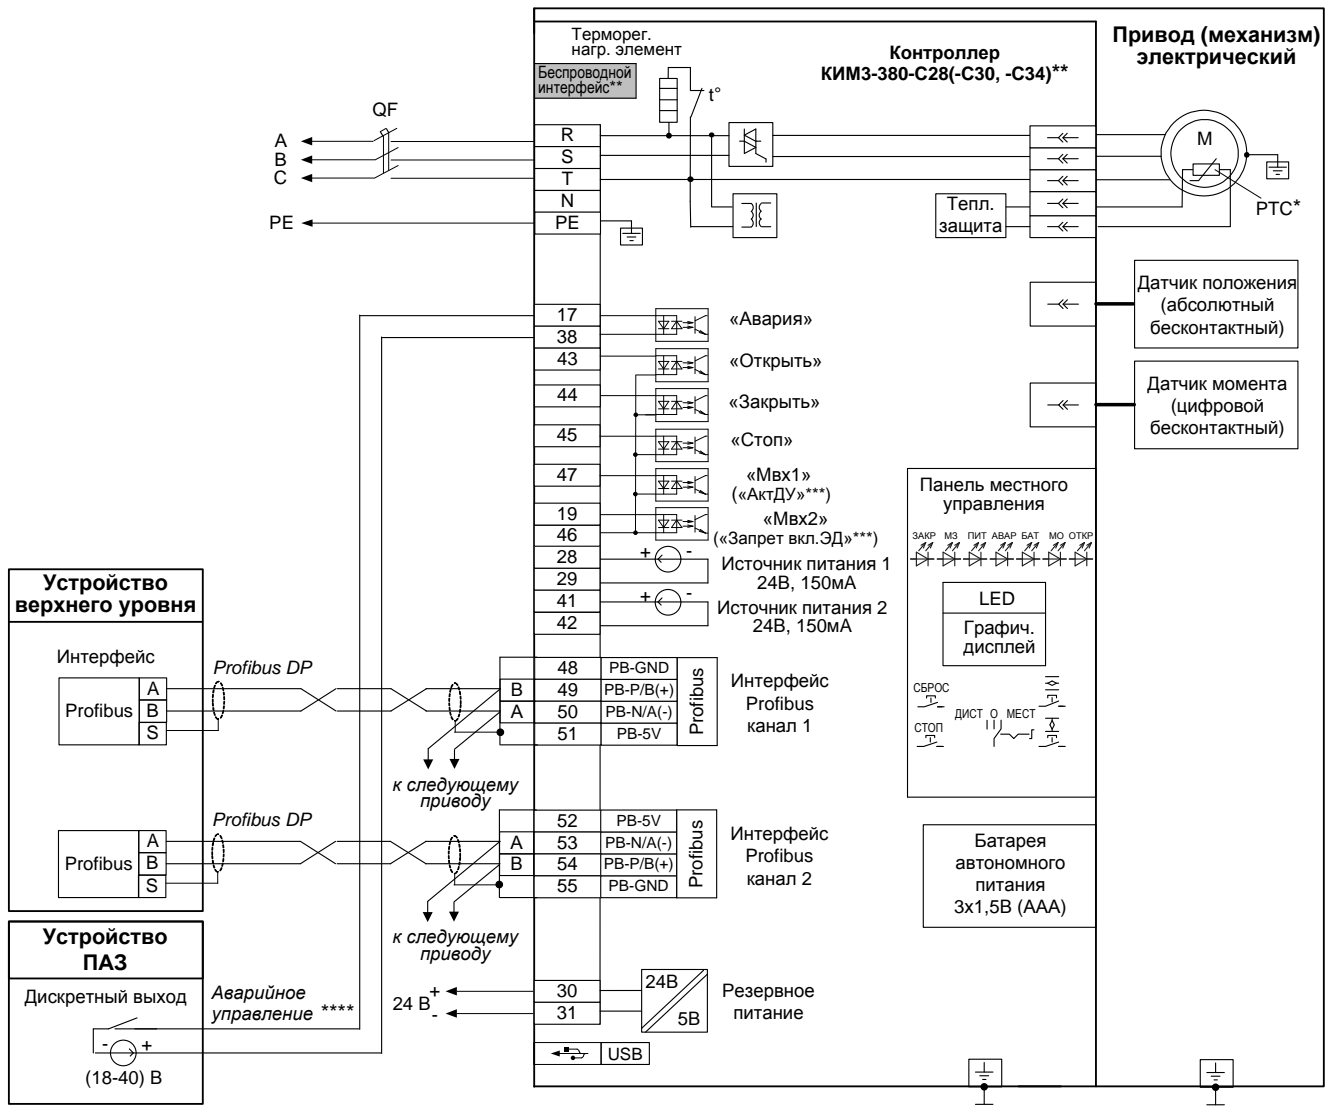 Терморег.
нагр. элемент
Беспроводной
интерфейс**
t°
Контроллер
КИМ3-380-С28(-С30, -С34)**
Привод (механизм)
электрический
QF
A
B
C
PE
R
S
T
N
PE
Тепл.
защита
M
PTC*
Датчик положения
(абсолютный
бесконтактный)
Датчик момента
(цифровой
бесконтактный)
17
38
«Авария»
43
«Открыть»
44
«Закрыть»
45
«Стоп»
47
«Мвх1»
(«АктДУ»***)
19
46
«Мвх2»
(«Запрет вкл.ЭД»***)
28
29
+ -
Источник питания 1
24В, 150мА
41
42
+ -
Источник питания 2
24В, 150мА
Панель местного
управления
ЗАКР МЗ ПИТ АВАР БАТ МО ОТКР
LED
Графич.
дисплей
СБРОС
СТОП
ДИСТ О МЕСТ
Устройство
верхнего уровня
Интерфейс
Profibus
A
B
S
Profibus DP
B
A
48 PB-GND
49 PB-P/B(+)
50 PB-N/A(-)
51 PB-5V
Profibus
Интерфейс
Profibus
канал 1
к следующему
приводу
Profibus
A
B
S
Profibus DP
A
B
52 PB-5V
53 PB-N/A(-)
54 PB-P/B(+)
55 PB-GND
Profibus
Интерфейс
Profibus
канал 2
к следующему
приводу
Батарея
автономного
питания
3х1,5В (ААА)
Устройство
ПАЗ
Дискретный выход
- +
(18-40) В
Аварийное
управление ****
24 В
+
-
30
31
24В
5В
Резервное
питание
USB